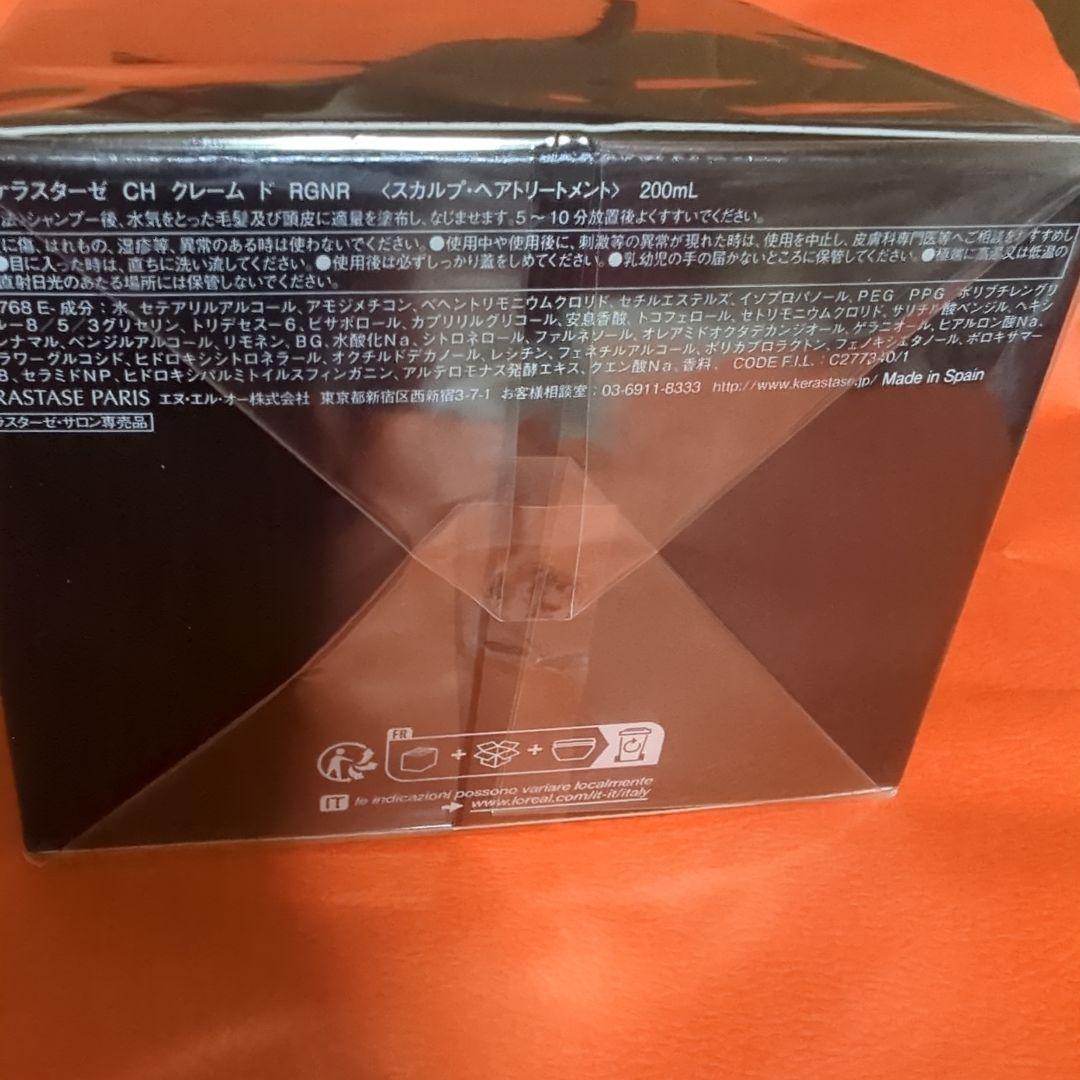 ケラスターゼ CH クレーム ド RGNR 〈スカルプ・ヘアトリートメント〉 200mL
法:シャンプー後、水気をとった毛髪及び頭皮に適量を塗布し、なじませます。5～10分放置後よくすすいでください。
に傷、はれもの、湿疹等、異常のある時は使わないでください。●使用中や使用後に、刺激等の異常が現れた時は、使用を中止し、皮膚科専門医等へご相談をおすすめし
●目に入った時は、直ちに洗い流してください。●使用後は必ずしっかり蓋をしめてください。●乳幼児の手の届かないところに保管してください。●極端に高温又は低温の
直射日光のあたる場所には保管しないでください。
768 E- 成分：水、セテアリルアルコール、アモジメチコン、ベヘントリモニウムクロリド、セチルエステルズ、イソプロパノール、PEG PPG ポリブチレングリ
ルー8/5/3グリセリン、トリデセス－6、ビサボロール、カプリリルグリコール、安息香酸、トコフェロール、セトリモニウムクロリド、サリチル酸ベンジル、ヘキシ
ンナマル、ベンジルアルコール、リモネン、BG、水酸化Na、シトロネロール、ファルネソール、オレアミドオクタデカンジオール、ゲラニオール、ヒアルロン酸Na、
ラワーグルコシド、ヒドロキシシトロネラール、オクチルドデカノール、レシチン、フェネチルアルコール、ポリカプロラクトン、フェノキシエタノール、ポロキサマー
B、セラミドNP、ヒドロキシパルミトイルスフィンガニン、アルテロモナス発酵エキス、クエン酸Na、香料、 CODE F.I.L.：C277340/1
ERASTASE PARIS エヌ・エル・オー株式会社 東京都新宿区西新宿3-7-1 お客様相談室：03-6911-8333 http://www.kerastase.jp/ Made in Spain
ラスターゼ・サロン専売品
FR
IT le indicazioni possono variare localmente
www.loreal.com/it-it/italy